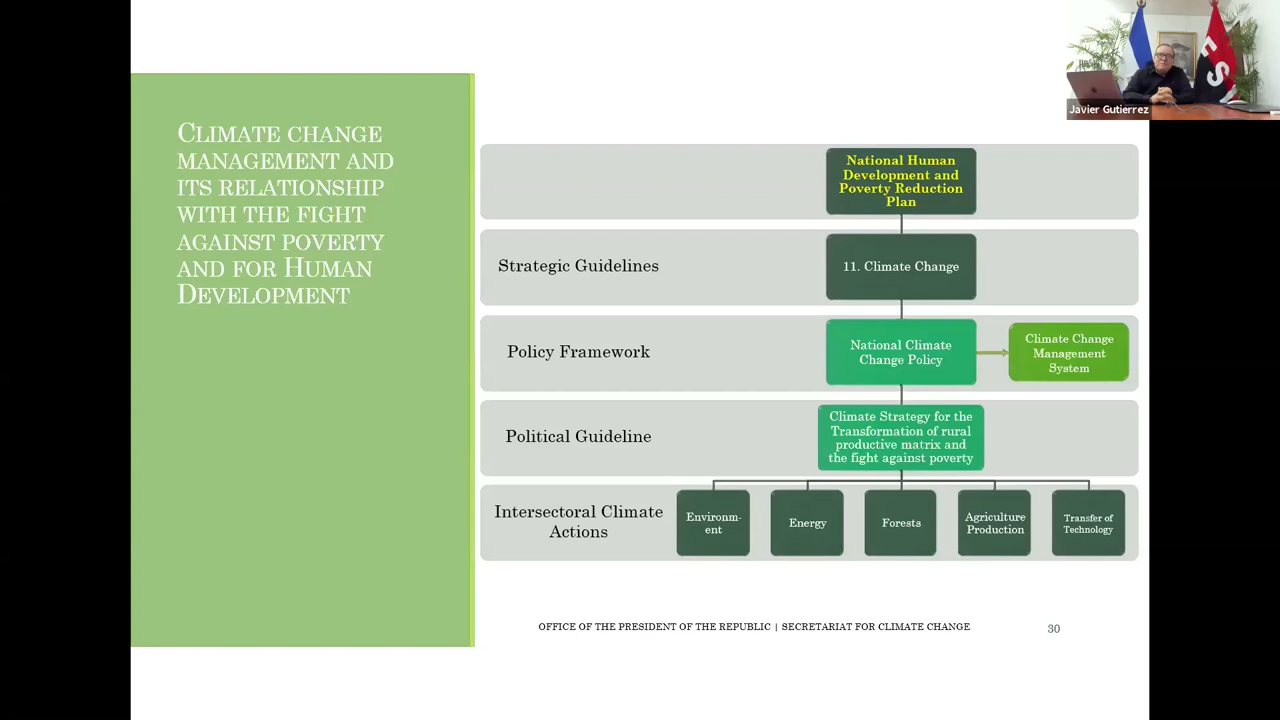 CLIMATE CHANGE
MANAGEMENT AND
ITS RELATIONSHIP
WITH THE FIGHT
AGAINST POVERTY
AND FOR HUMAN
DEVELOPMENT
National Human
Development and
Poverty Reduction
Plan
Strategic Guidelines
11. Climate Change
Policy Framework
National Climate
Change Policy
Climate Change
Management
System
Political Guideline
Climate Strategy for the
Transformation of rural
productive matrix and
the fight against poverty
Intersectoral Climate
Actions
Environm-
ent
Energy
Forests
Agriculture
Production
Transfer of
Technology
OFFICE OF THE PRESIDENT OF THE REPUBLIC | SECRETARIAT FOR CLIMATE CHANGE
30
Javier Gutierrez